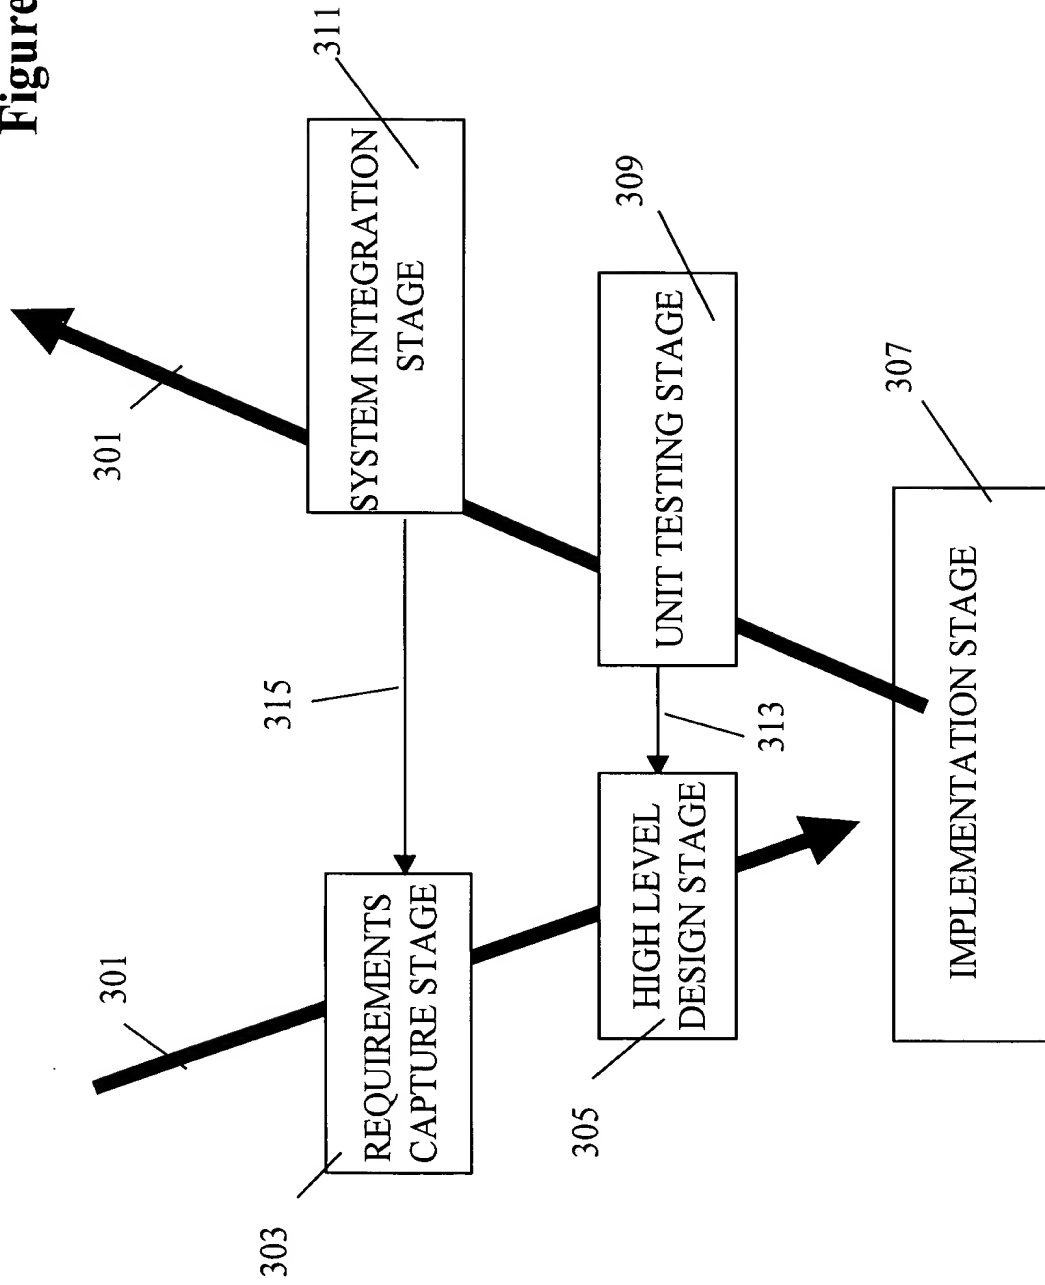 Figure
301
301
311
315
SYSTEM INTEGRATION
STAGE
303
REQUIREMENTS
CAPTURE STAGE
309
313
305
HIGH LEVEL
DESIGN STAGE
UNIT TESTING STAGE
307
IMPLEMENTATION STAGE